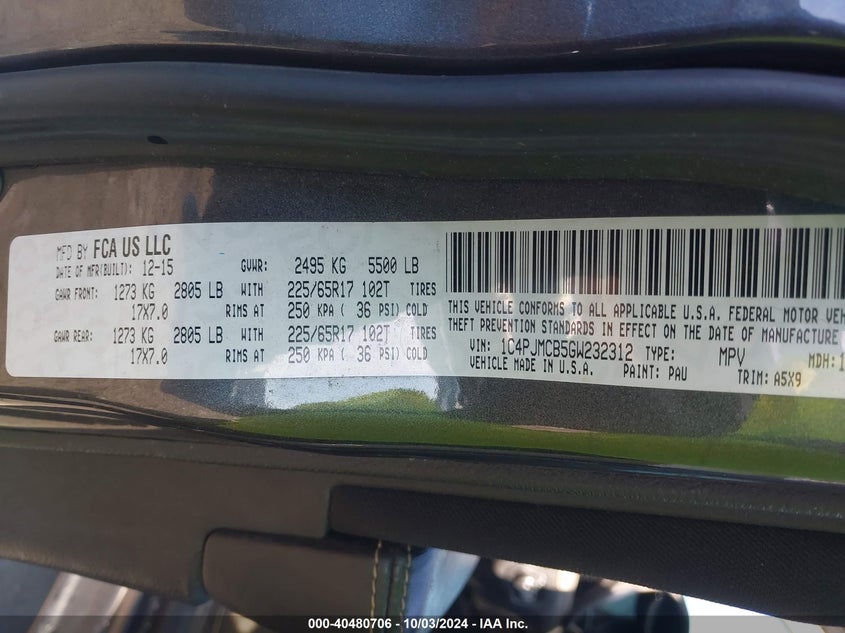 MFD BY FCA US LLC
DATE OF MFR(BUILT): 12-15 GVWR: 2495 KG 5500 LB
GAWR FRONT: 1273 KG 2805 LB WITH 225/65R17 102T TIRES
17X7.0 RIMS AT 250 KPA ( 36 PSI) COLD
GAWR REAR: 1273 KG 2805 LB WITH 225/65R17 102T TIRES
17X7.0 RIMS AT 250 KPA ( 36 PSI) COLD
THIS VEHICLE CONFORMS TO ALL APPLICABLE U.S.A. FEDERAL MOTOR VEH
THEFT PREVENTION STANDARDS IN EFFECT ON THE DATE OF MANUFACTURE
VIN: 1C4PJMCB5GW232312 TYPE: MPV MDH: 1
VEHICLE MADE IN U.S.A. PAINT: PAU TRIM: A5X9
000-40480706 - 10/03/2024 - IAA Inc.